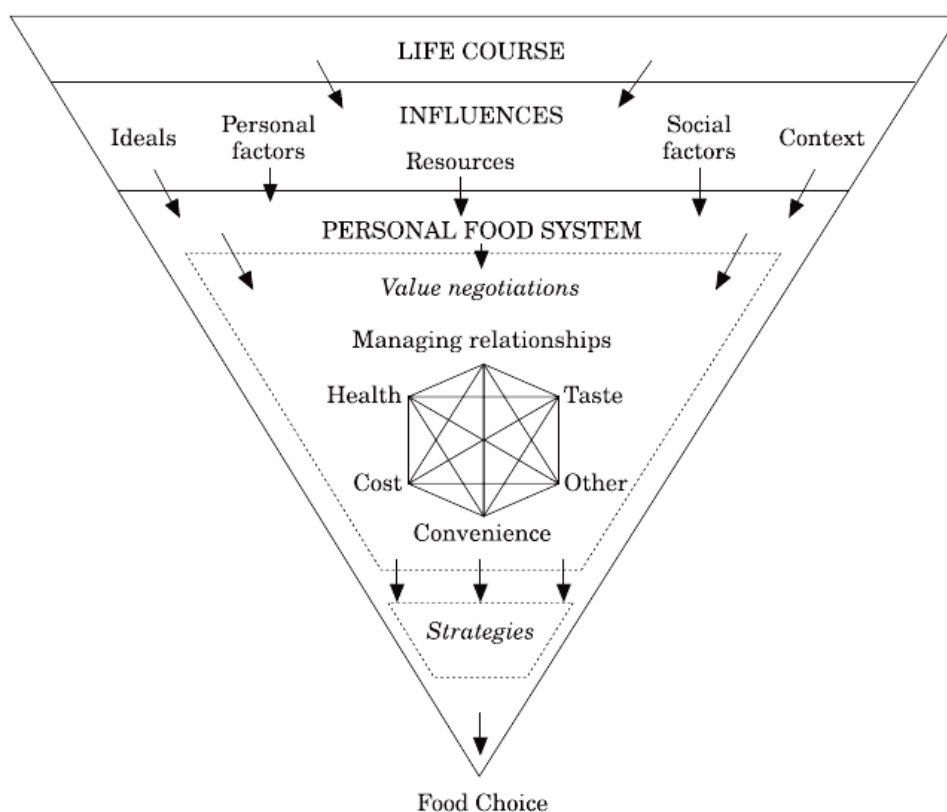 LIFE COURSE
INFLUENCES
Ideals
Personal
factors
Resources
Social
factors
Context
PERSONAL FOOD SYSTEM
Value negotiations
Managing relationships
Health
Taste
Cost
Other
Convenience
Strategies
Food Choice